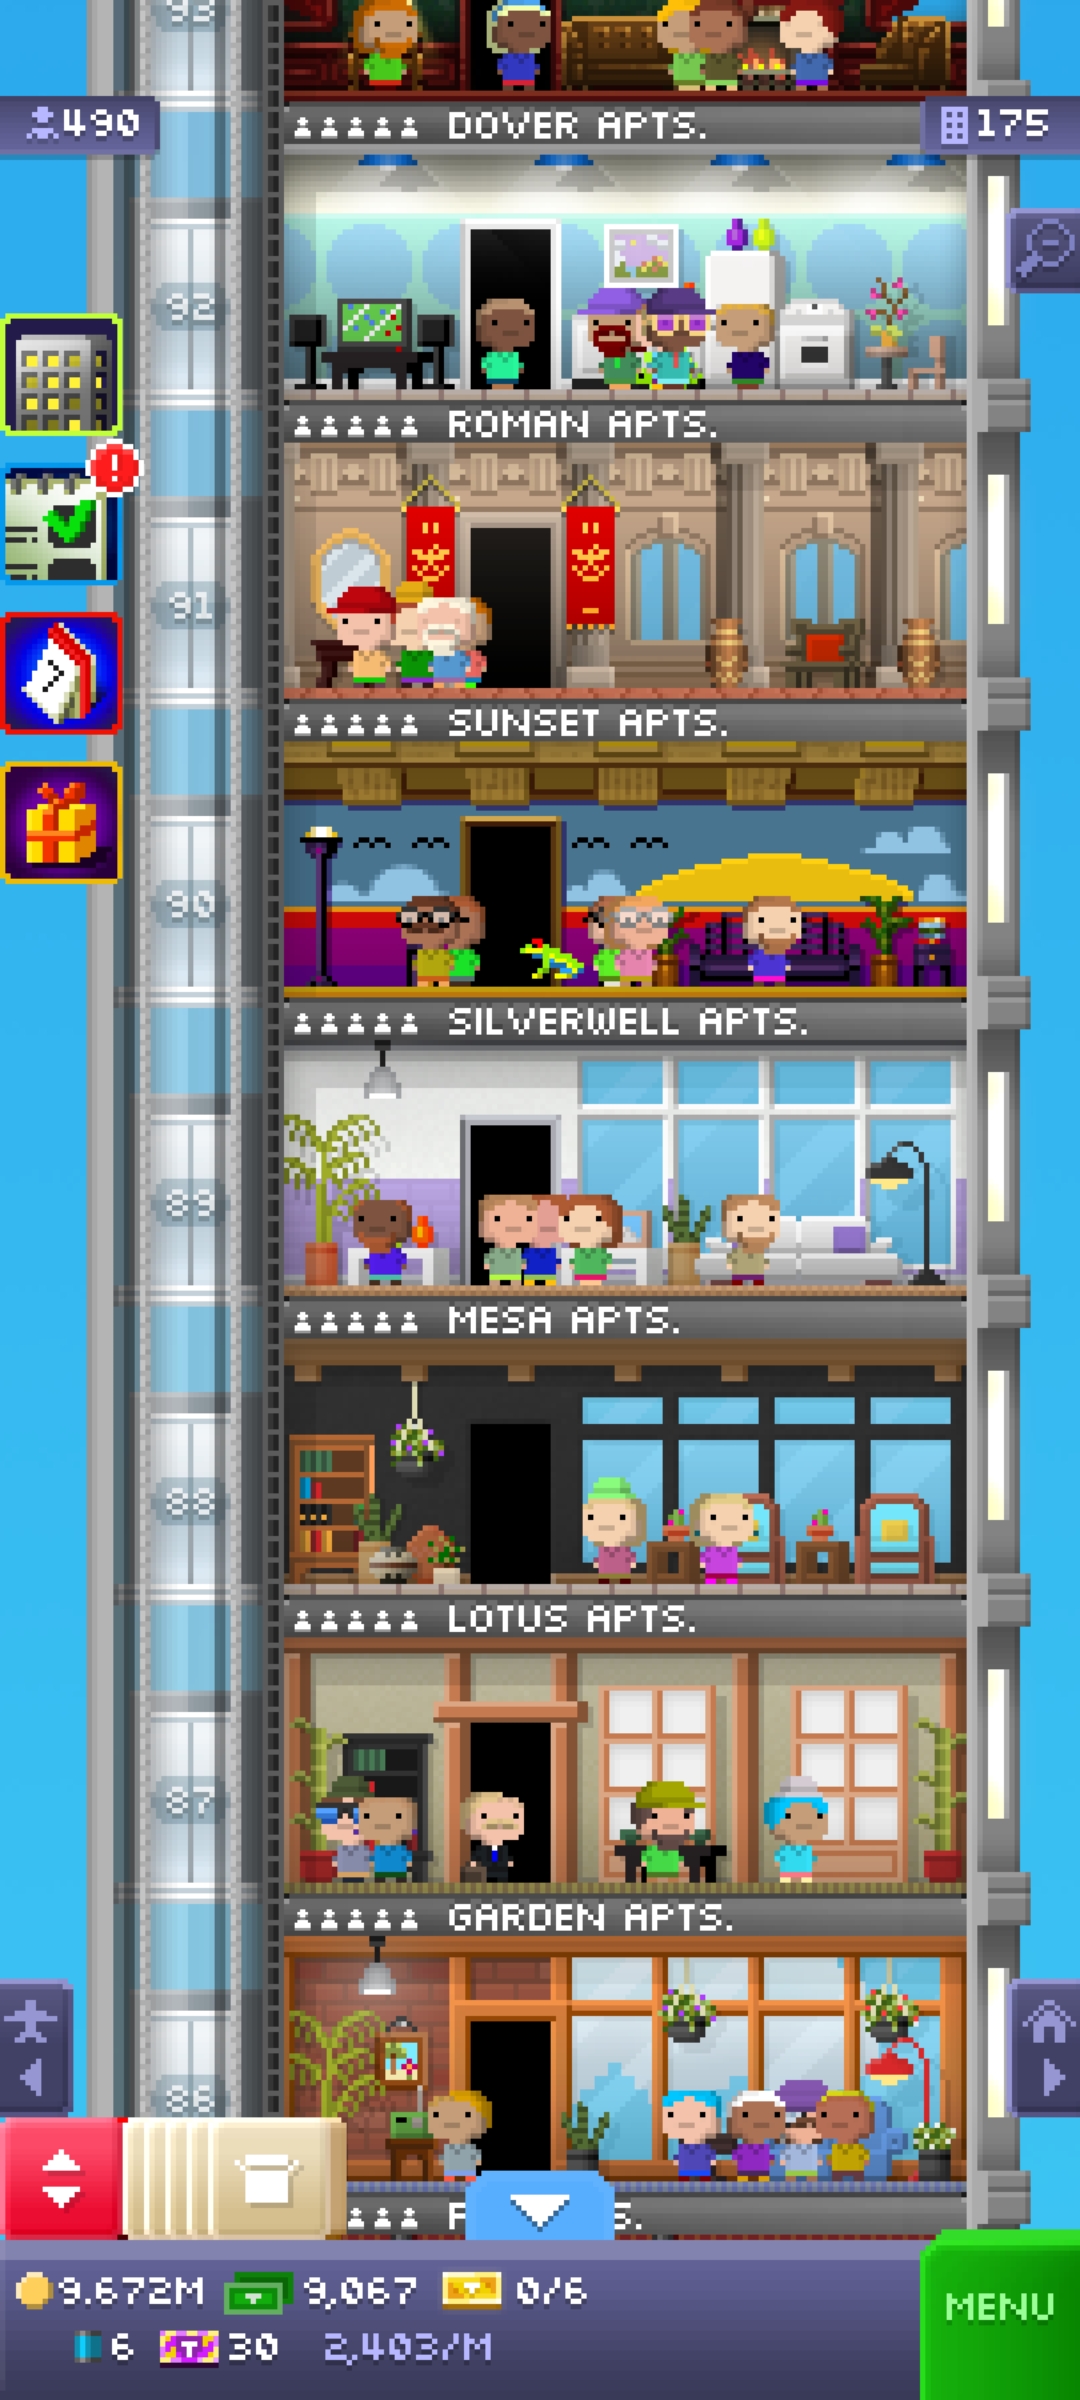 93
490
DOVER APTS.
175
92
ROMAN APTS.
91
SUNSET APTS.
90
SILVERWELL APTS.
89
MESA APTS.
88
LOTUS APTS.
87
GARDEN APTS.
86
9.672M 9,067 0/6
6 T 30 2,403/M
MENU